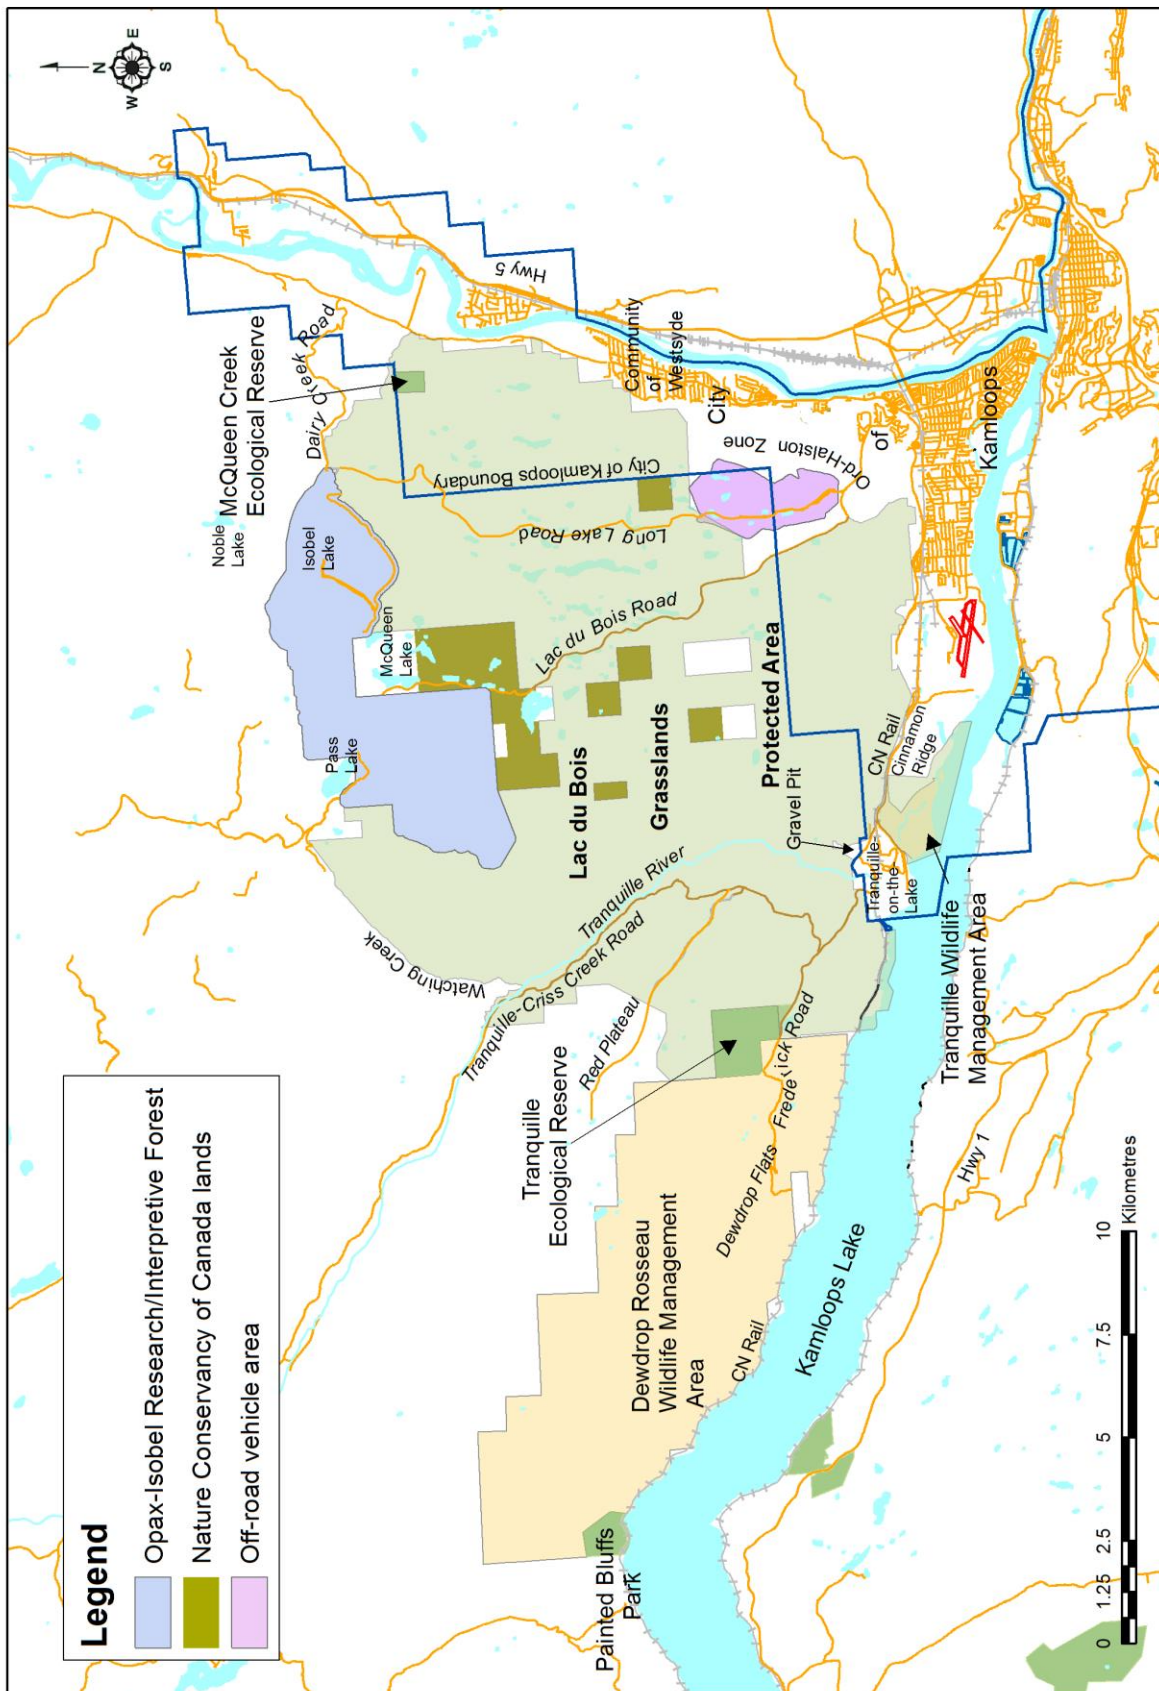 Legend
Opax-Isobel Research/Interpretive Forest
Nature Conservancy of Canada lands
Off-road vehicle area
N
E
S
W
Noble
Lake
McQueen Creek
Ecological Reserve
Dairy Creek Road
Isobel
Lake
McQueen
Lake
Pass
Lake
Hwy 5
Community
of
Westsyde
City
of
Kamloops
City of Kamloops Boundary
Long Lake Road
Ord-Halston Zone
Lac du Bois Road
Lac du Bois
Grasslands
Protected Area
Watching Creek
Tranquille River
Tranquille-Criss Creek Road
Red Plateau
Gravel Pit
CN Rail
Cinnamon
Ridge
Tranquille-
on-the-
Lake
Tranquille Wildlife
Management Area
Tranquille
Ecological Reserve
Dewdrop Flats
Frede ick Road
Dewdrop Rosseau
Wildlife Management
Area
CN Rail
Kamloops Lake
Hwy 1
Painted Bluffs
Park
0 1.25 2.5 5 7.5 10
Kilometres